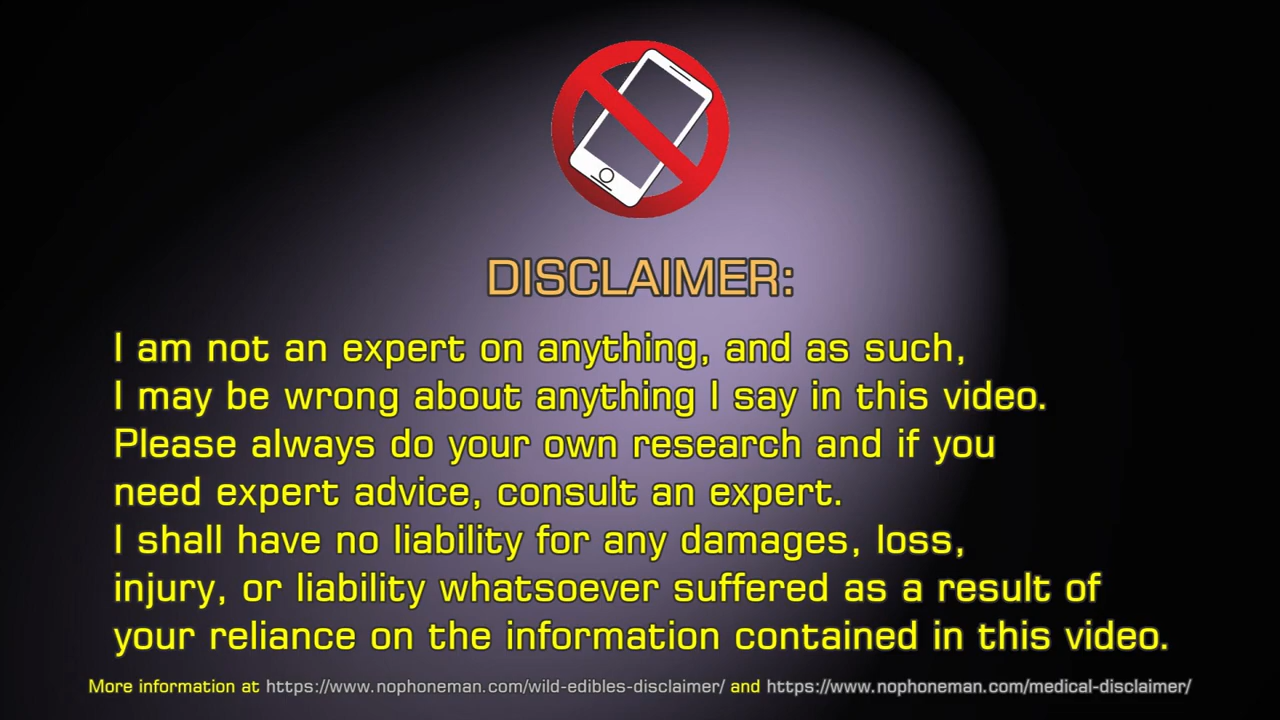 DISCLAIMER:
I am not an expert on anything, and as such,
I may be wrong about anything I say in this video.
Please always do your own research and if you
need expert advice, consult an expert.
I shall have no liability for any damages, loss,
injury, or liability whatsoever suffered as a result of
your reliance on the information contained in this video.
More information at https://www.nophoneman.com/wild-edibles-disclaimer/ and https://www.nophoneman.com/medical-disclaimer/